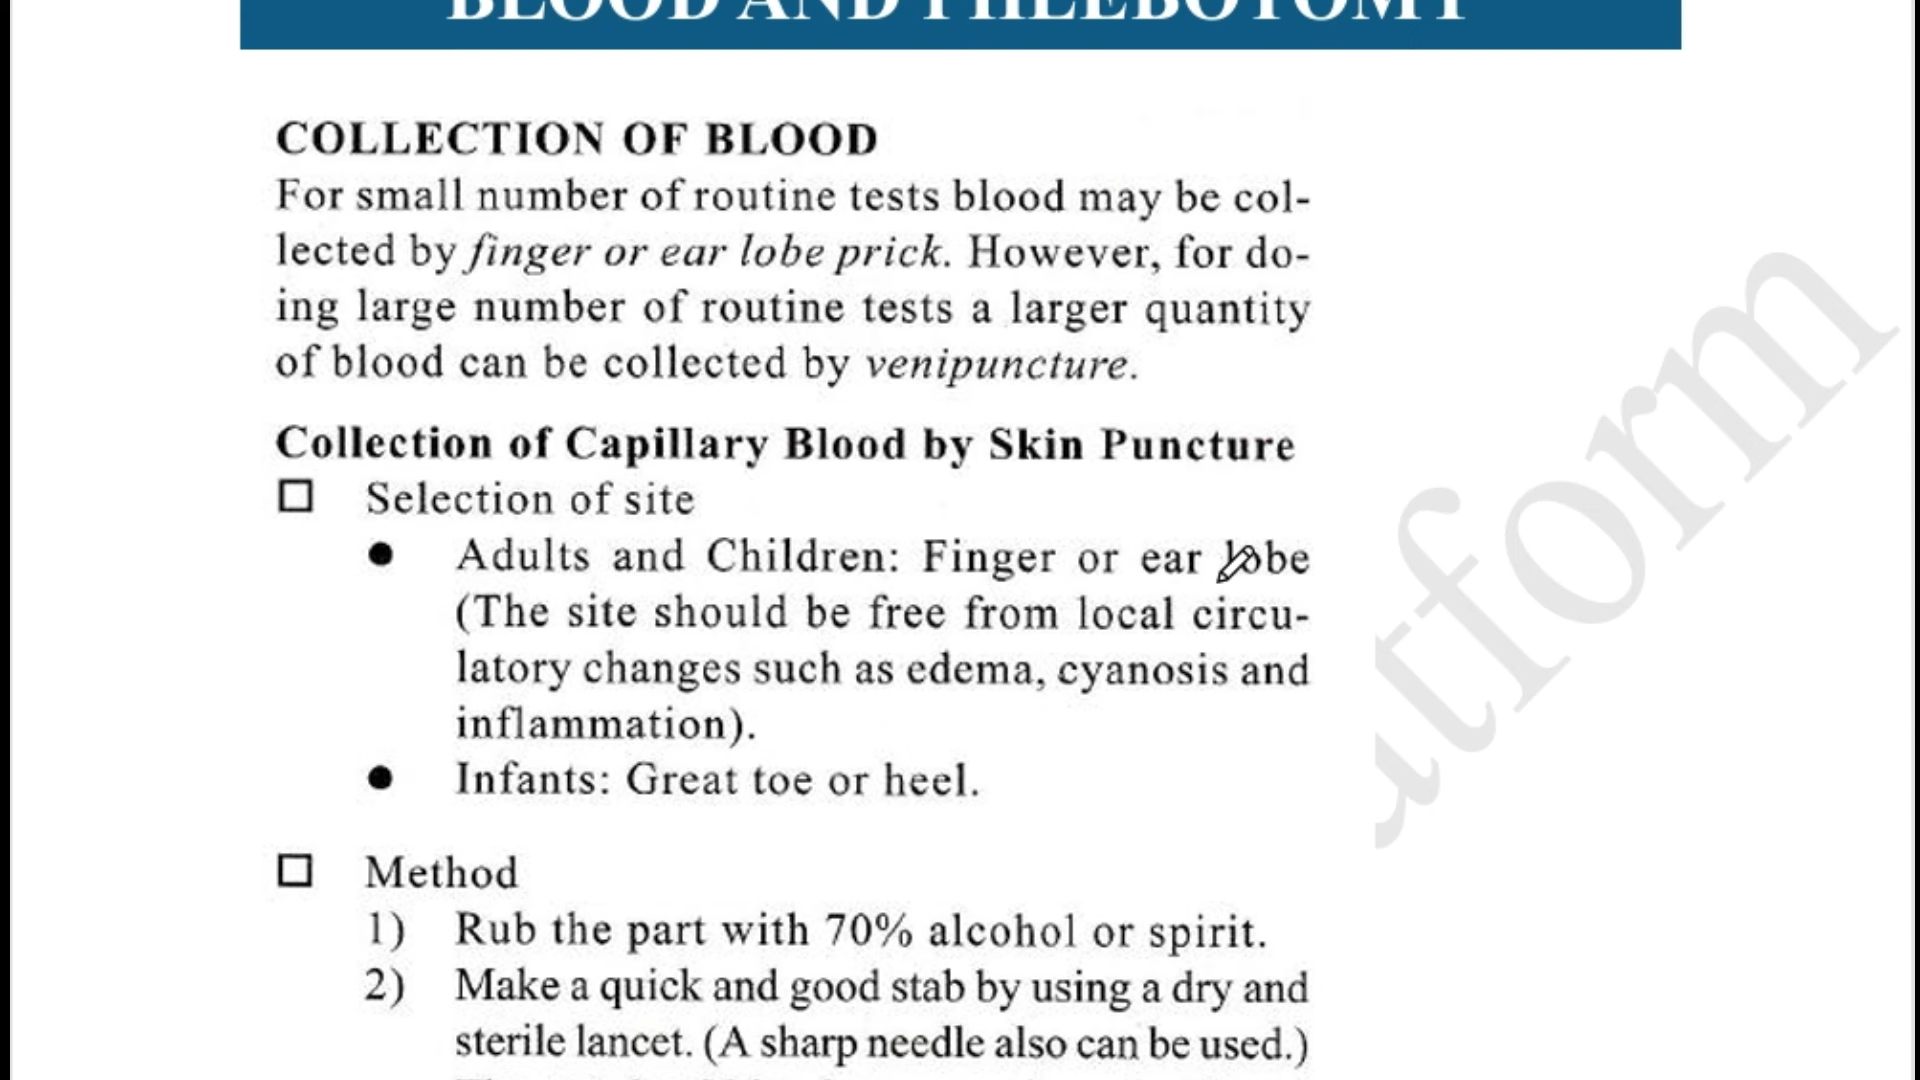 BLOOD AND PHLEBOTOMY
COLLECTION OF BLOOD
For small number of routine tests blood may be col-
lected by finger or ear lobe prick. However, for do-
ing large number of routine tests a larger quantity
of blood can be collected by venipuncture.
Collection of Capillary Blood by Skin Puncture
☐ Selection of site
● Adults and Children: Finger or ear lobe
(The site should be free from local circu-
latory changes such as edema, cyanosis and
inflammation).
● Infants: Great toe or heel.
☐ Method
1) Rub the part with 70% alcohol or spirit.
2) Make a quick and good stab by using a dry and
sterile lancet. (A sharp needle also can be used.)